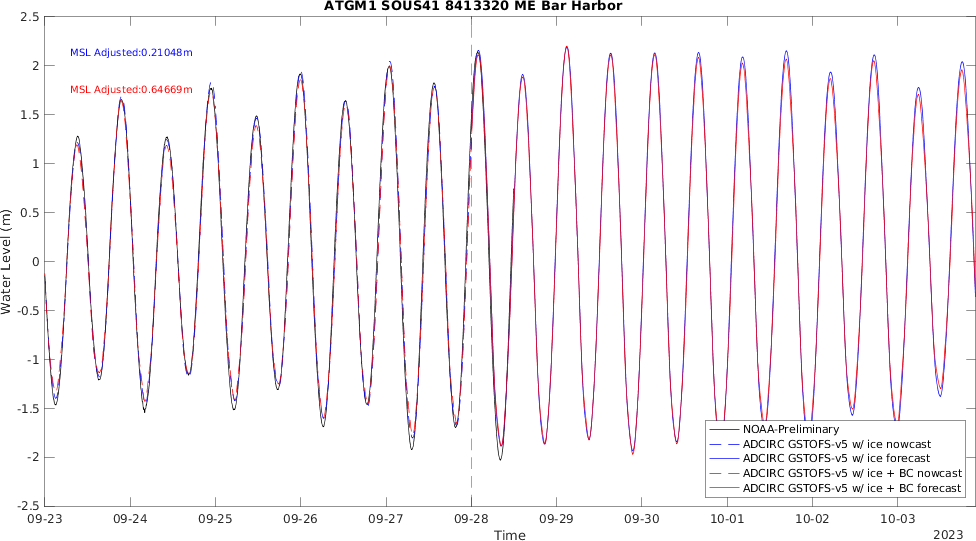 ATGM1 SOUS41 8413320 ME Bar Harbor
2.5
MSL Adjusted:0.21048m
2
MSL Adjusted:0.64669m
1.5
1
0.5
Water Level (m)
0
-0.5
-1
-1.5
NOAA-Preliminary
ADCIRC GSTOFS-v5 w/ ice nowcast
-2
ADCIRC GSTOFS-v5 w/ ice forecast
ADCIRC GSTOFS-v5 w/ ice + BC nowcast
ADCIRC GSTOFS-v5 w/ ice + BC forecast
-2.5
09-23 09-24 09-25 09-26 09-27 09-28 09-29 09-30 10-01 10-02 10-03
Time
2023